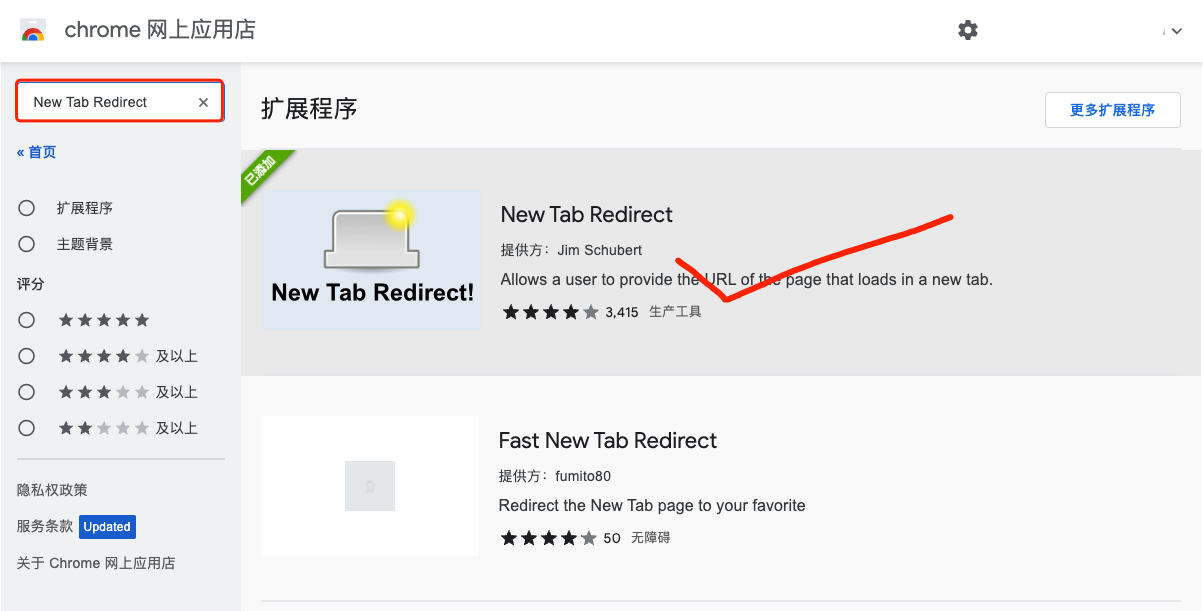 chrome 网上应用店
New Tab Redirect ×
« 首页
扩展程序
主题背景
评分
及以上
及以上
及以上
隐私权政策
服务条款 Updated
关于 Chrome 网上应用店
扩展程序
更多扩展程序
已添加
New Tab Redirect!
New Tab Redirect
提供方: Jim Schubert
Allows a user to provide the URL of the page that loads in a new tab.
3,415 生产工具
Fast New Tab Redirect
提供方: fumito80
Redirect the New Tab page to your favorite
50 无障碍